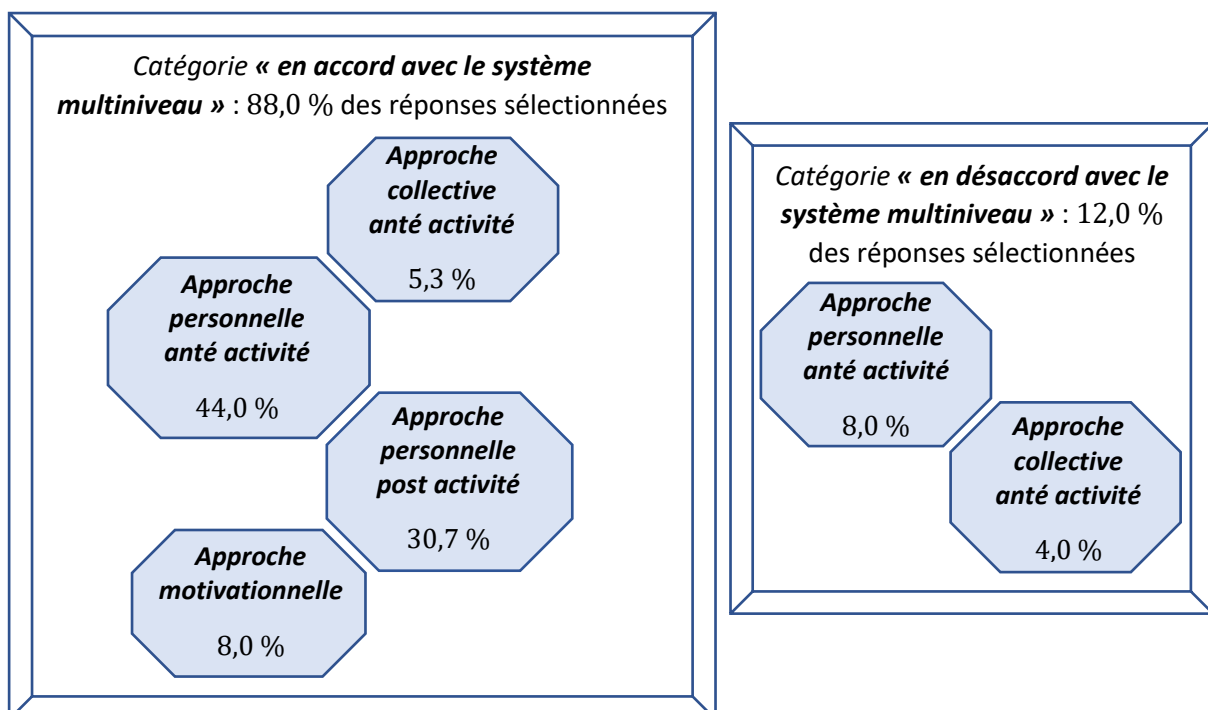 Catégorie « en accord avec le système
multiniveau » : 88,0 % des réponses sélectionnées
Approche
collective
anté activité
5,3 %
Approche
personnelle
anté activité
44,0 %
Approche
personnelle
post activité
30,7 %
Approche
motivationnelle
8,0 %
Catégorie « en désaccord avec le
système multiniveau » : 12,0 %
des réponses sélectionnées
Approche
personnelle
anté activité
8,0 %
Approche
collective
anté activité
4,0 %